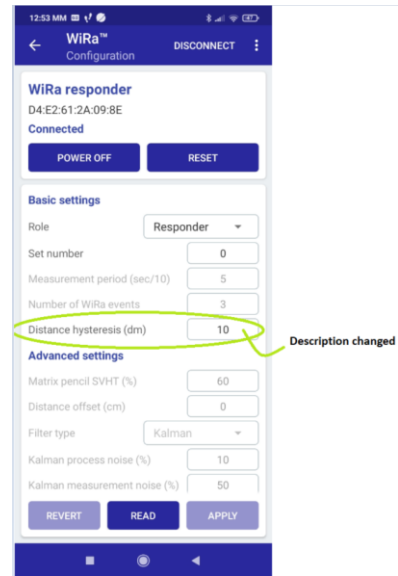 12:53 MM
WiRa™
Configuration
DISCONNECT
WiRa responder
D4:E2:61:2A:09:8E
Connected
POWER OFF RESET
Basic settings
Role Responder
Set number 0
Measurement period (sec/10) 5
Number of WiRa events 3
Distance hysteresis (dm) 10
Description changed
Advanced settings
Matrix pencil SVHT (%) 60
Distance offset (cm) 0
Filter type Kalman
Kalman process noise (%) 10
Kalman measurement noise (%) 50
REVERT READ APPLY